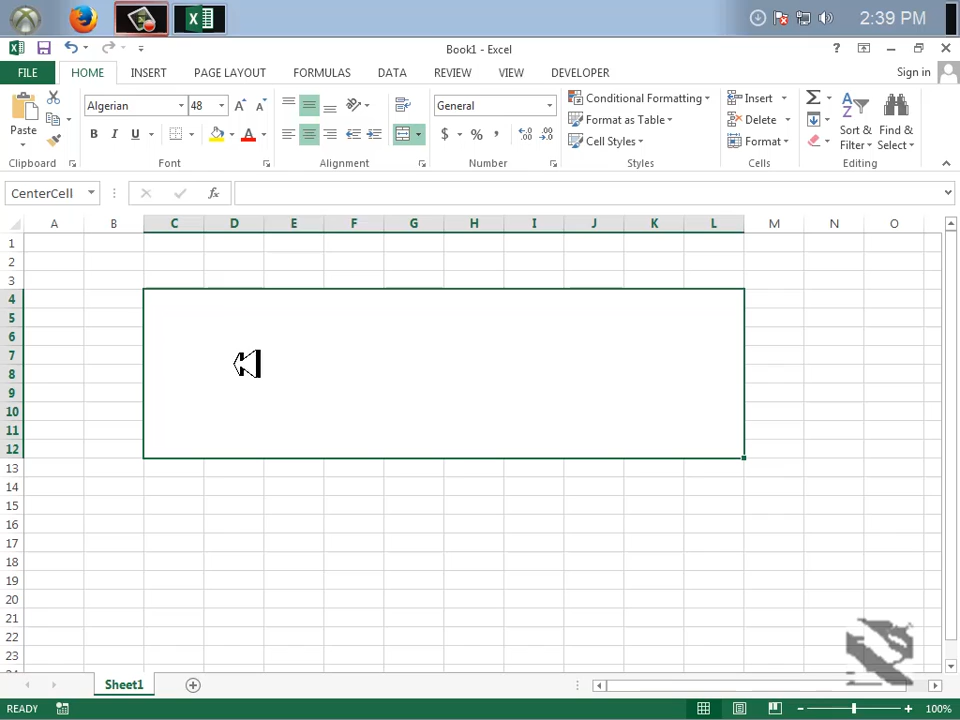 2:39 PM
Book1 - Excel
?
FILE HOME INSERT PAGE LAYOUT FORMULAS DATA REVIEW VIEW DEVELOPER Sign in
Paste
Algerian 48
B I U A
General
$ % ,
Conditional Formatting
Format as Table
Cell Styles
Insert
Delete
Format
Sort & Filter
Find & Select
Clipboard Font Alignment Number Styles Cells Editing
CenterCell fx
A B C D E F G H I J K L M N O
1
2
3
4
5
6
7
8
9
10
11
12
13
14
15
16
17
18
19
20
21
22
23
Sheet1
READY 100%